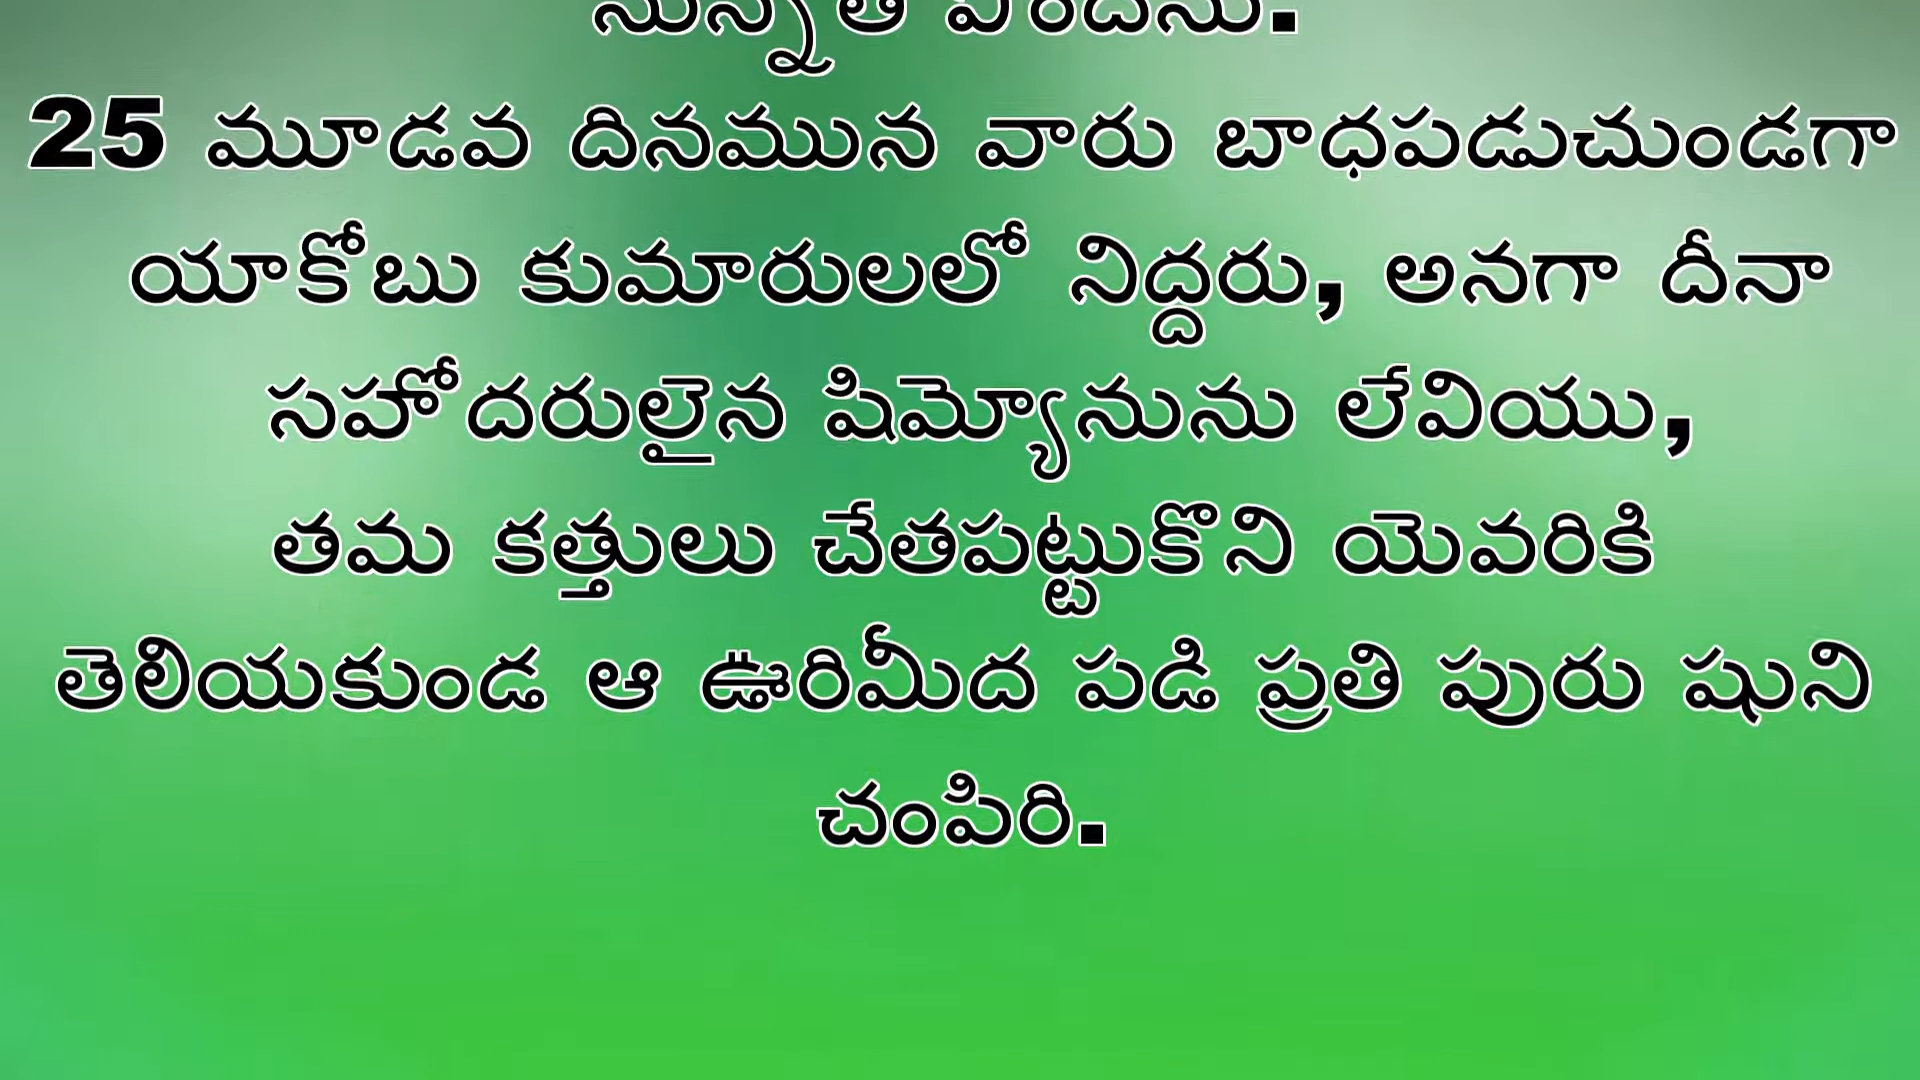 25 మూడవ దినమున వారు బాధపడుచుండగా
యాకోబు కుమారులలో నిద్దరు, అనగా దీనా
సహోదరులైన షిమ్యోనును లేవియు,
తమ కత్తులు చేతపట్టుకొని యెవరికి
తెలియకుండ ఆ ఊరిమీద పడి ప్రతి పురు షుని
చంపిరి.